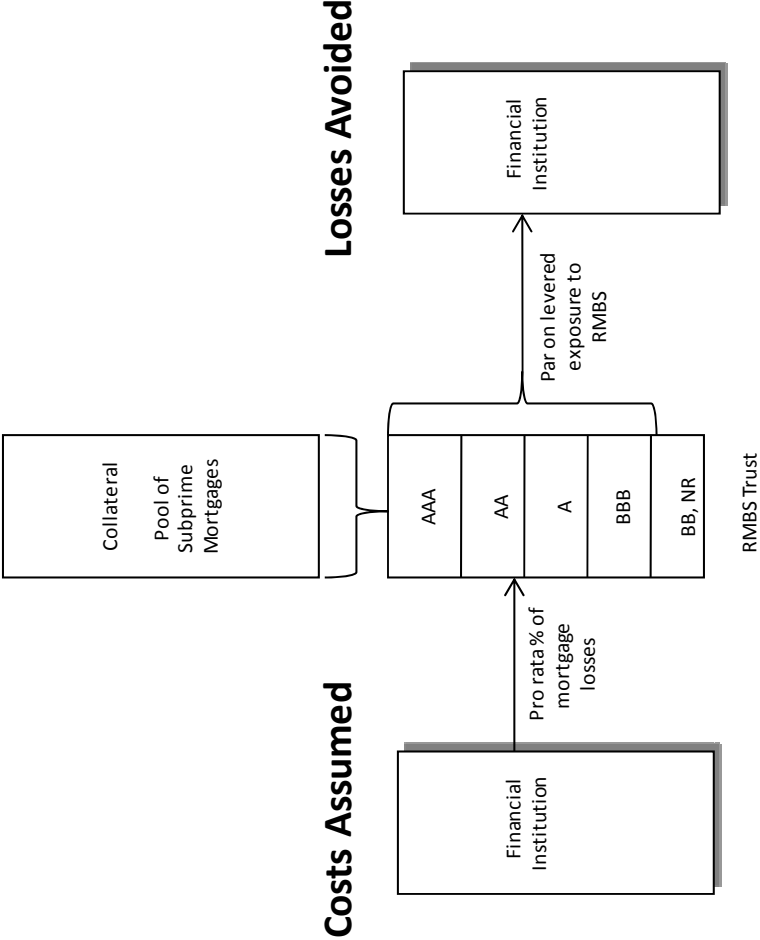 Costs Assumed
Losses Avoided
Collateral
Pool of
Subprime
Mortgages
Financial
Institution
Pro rata % of
mortgage
losses
AAA
AA
A
BBB
BB, NR
RMBS Trust
Par on levered
exposure to
RMBS
Financial
Institution